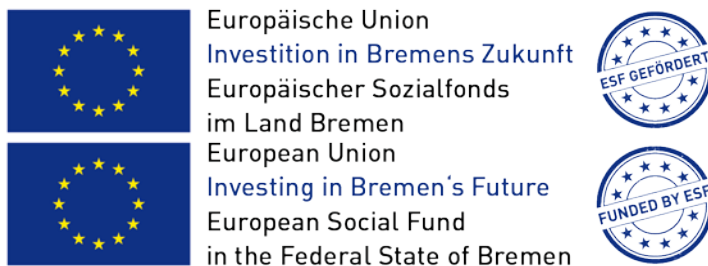 Europäische Union
Investition in Bremens Zukunft
Europäischer Sozialfonds
im Land Bremen
ESF GEFÖRDERT
European Union
Investing in Bremen‘s Future
European Social Fund
in the Federal State of Bremen
FUNDED BY ESF